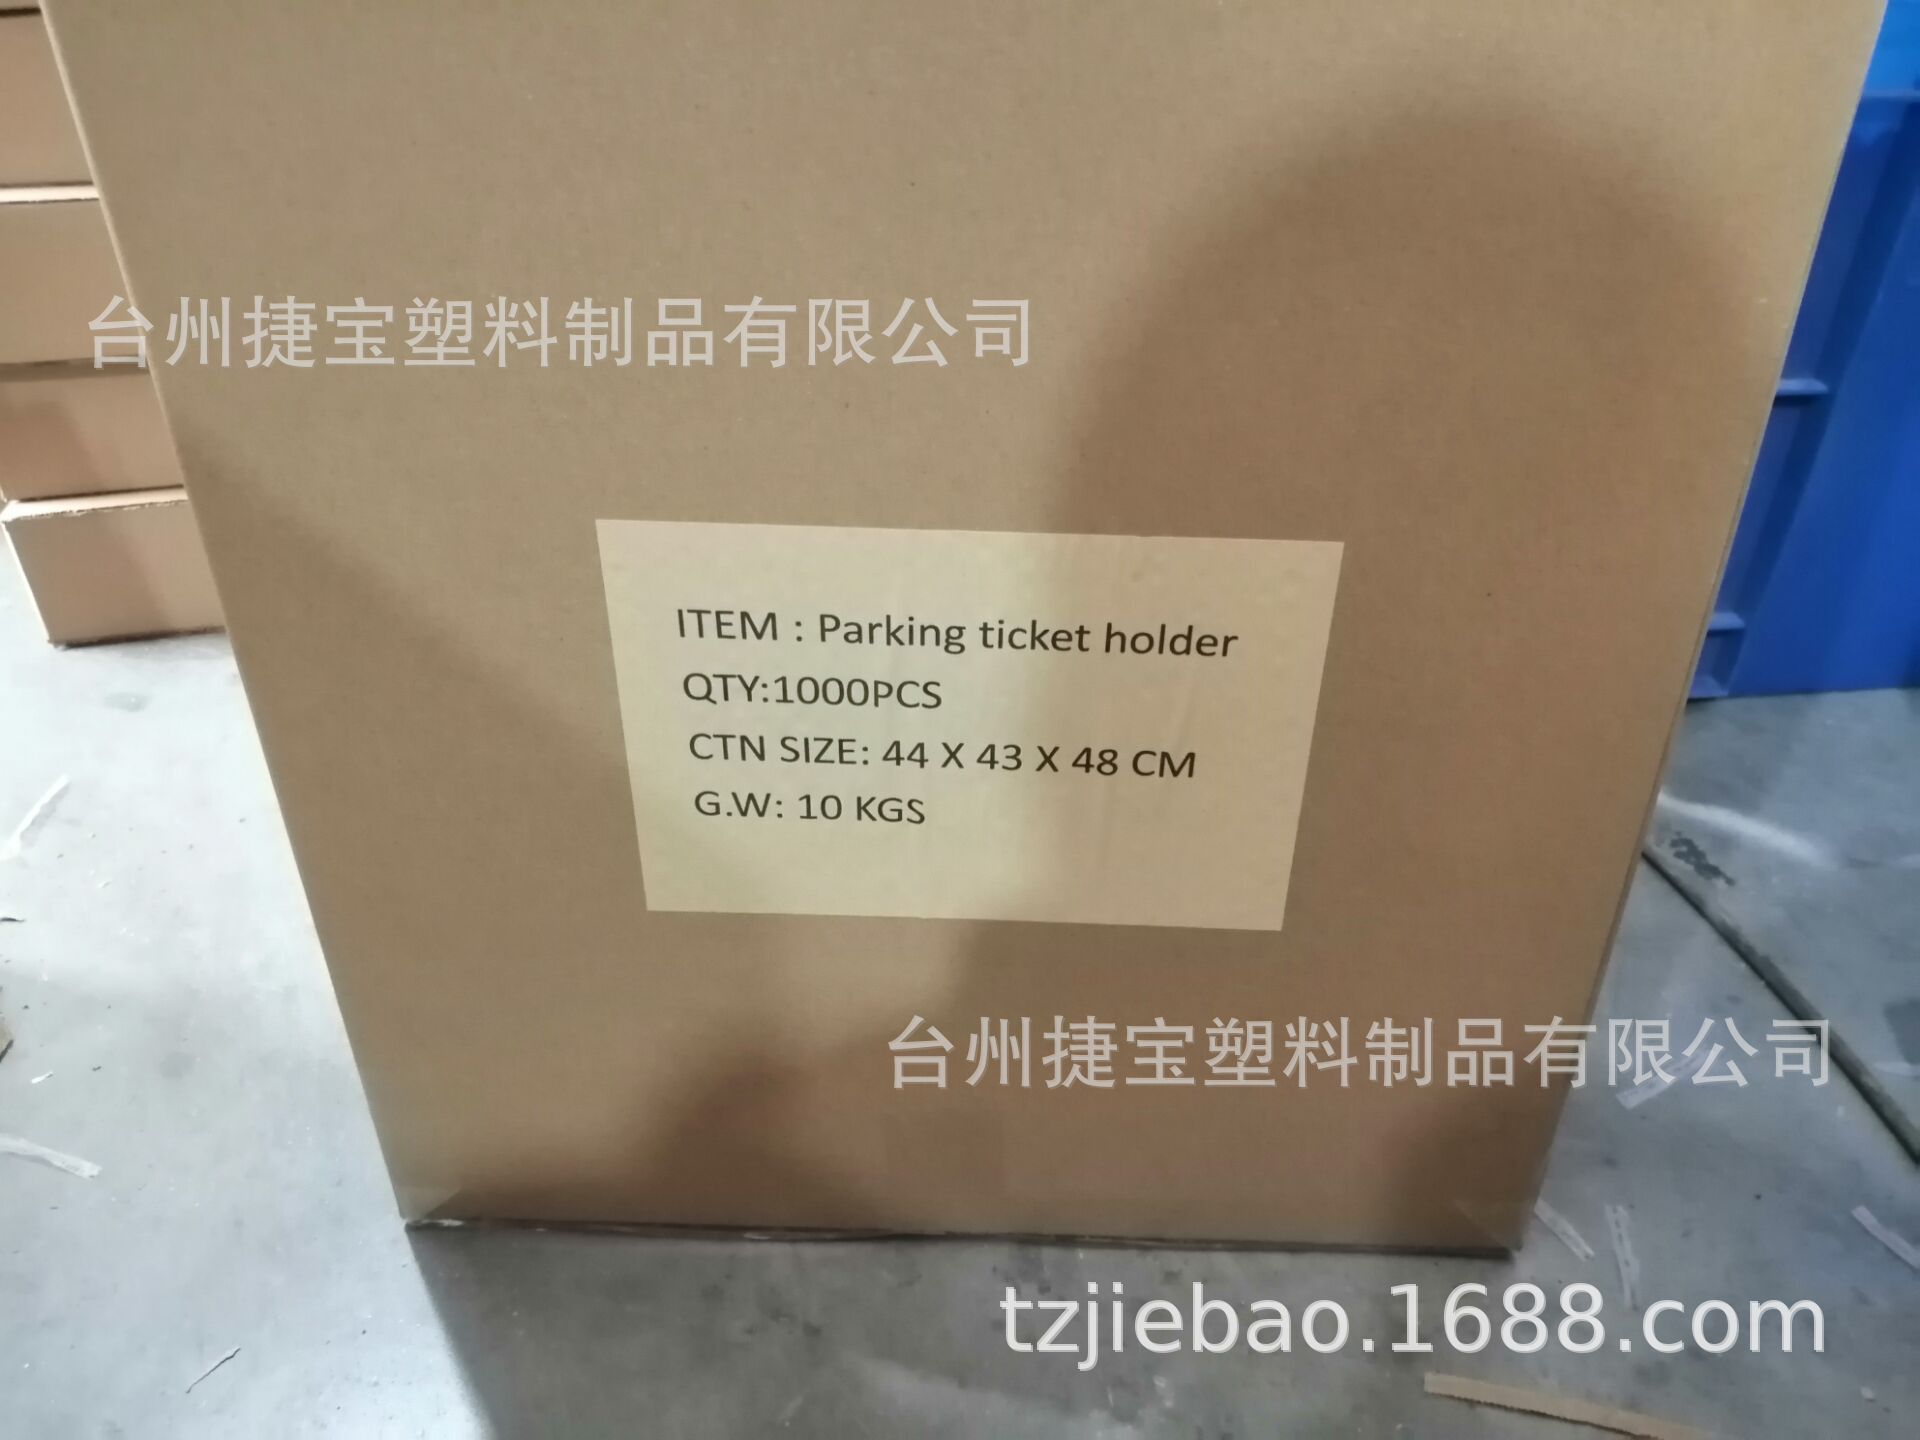 台州捷宝塑料制品有限公司
ITEM : Parking ticket holder
QTY:1000PCS
CTN SIZE: 44 X 43 X 48 CM
G.W: 10 KGS
台州捷宝塑料制品有限公司
tzjiebao.1688.com